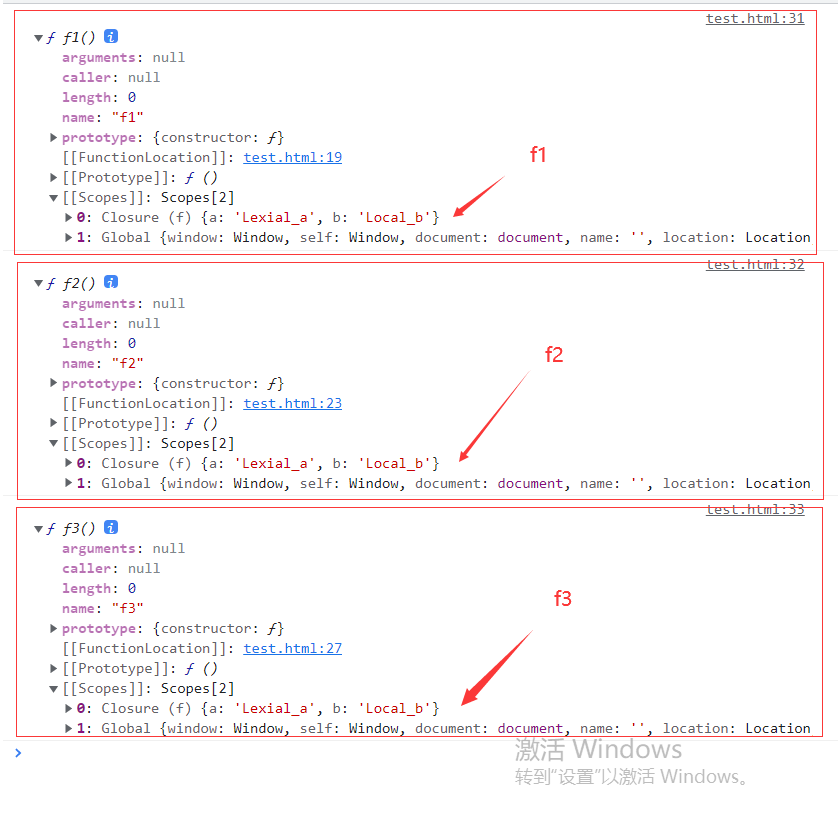 test.html:31
▼ƒ f1() i
arguments: null
caller: null
length: 0
name: "f1"
▶prototype: {constructor: ƒ}
[[FunctionLocation]]: test.html:19
▶[[Prototype]]: ƒ ()
▼[[Scopes]]: Scopes[2]
▶0: Closure (f) {a: 'Lexial_a', b: 'Local_b'}
▶1: Global {window: Window, self: Window, document: document, name: '', location: Location
f1
test.html:32
▼ƒ f2() i
arguments: null
caller: null
length: 0
name: "f2"
▶prototype: {constructor: ƒ}
[[FunctionLocation]]: test.html:23
▶[[Prototype]]: ƒ ()
▼[[Scopes]]: Scopes[2]
▶0: Closure (f) {a: 'Lexial_a', b: 'Local_b'}
▶1: Global {window: Window, self: Window, document: document, name: '', location: Location
f2
test.html:33
▼ƒ f3() i
arguments: null
caller: null
length: 0
name: "f3"
▶prototype: {constructor: ƒ}
[[FunctionLocation]]: test.html:27
▶[[Prototype]]: ƒ ()
▼[[Scopes]]: Scopes[2]
▶0: Closure (f) {a: 'Lexial_a', b: 'Local_b'}
▶1: Global {window: Window, self: Window, document: document, name: '', location: Location
f3
>
激活 Windows
转到“设置”以激活 Windows。